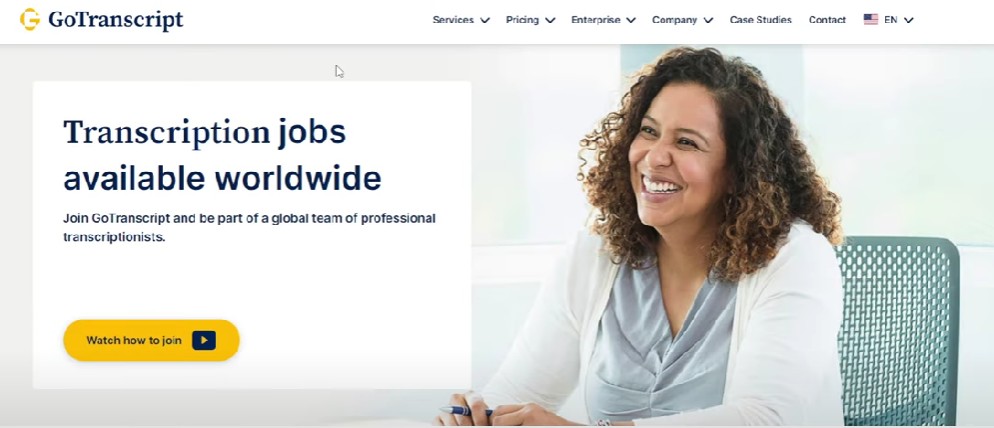 GoTranscript
Services Pricing Enterprise Company Case Studies Contact EN
Transcription jobs
available worldwide
Join GoTranscript and be part of a global team of professional
transcriptionists.
Watch how to join